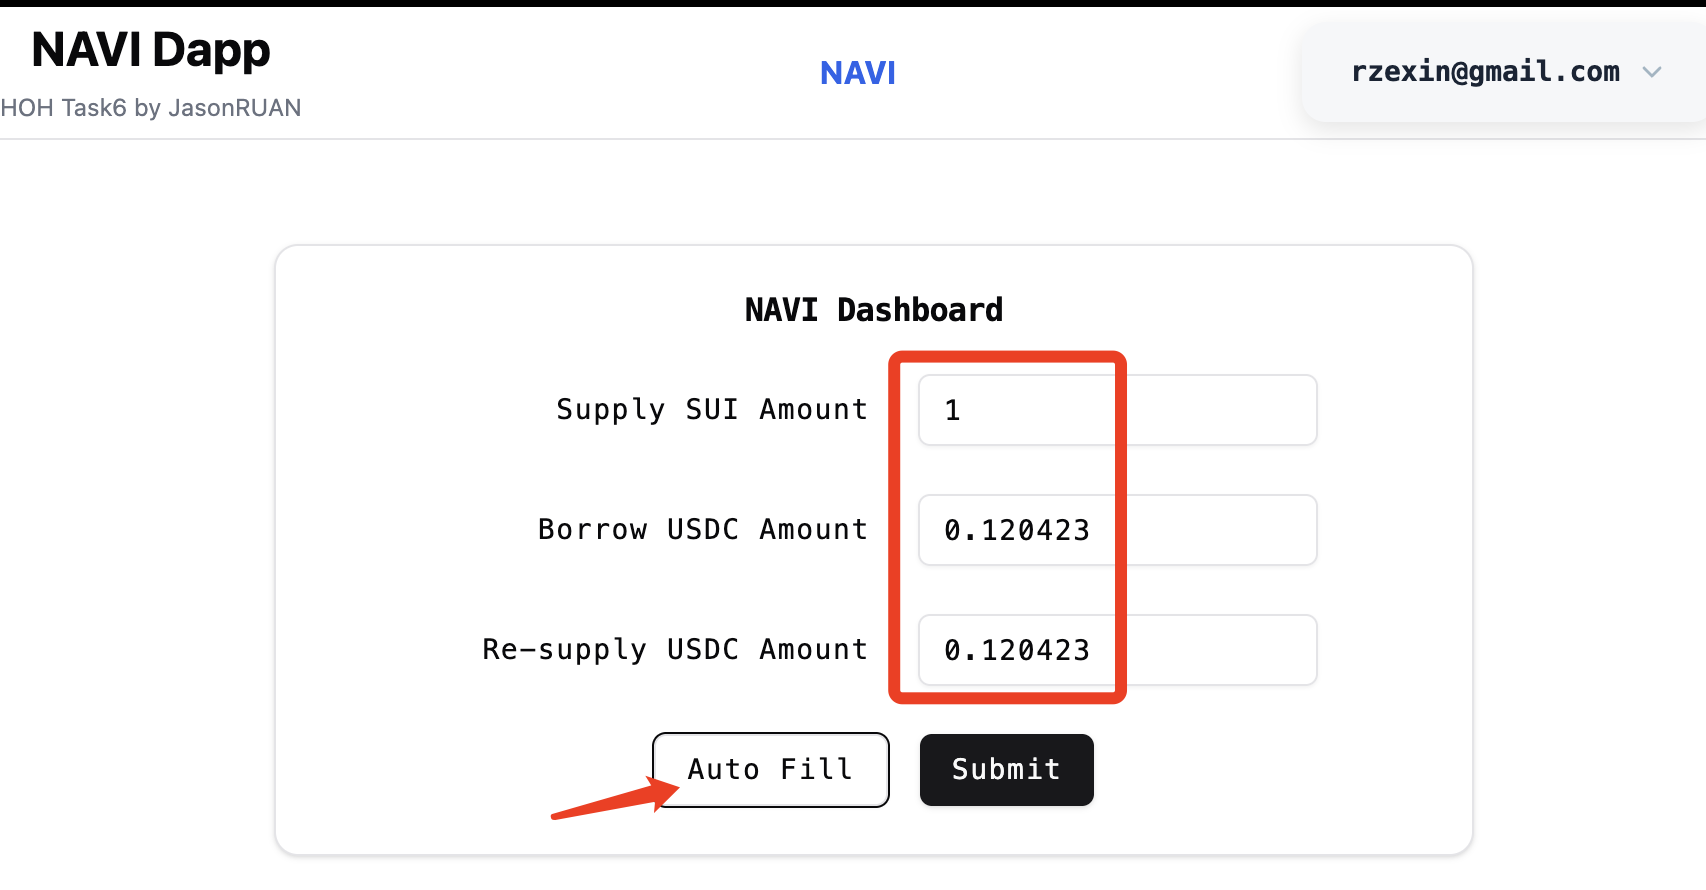 NAVI Dapp
HOH Task6 by JasonRUAN
NAVI
rzexin@gmail.com
NAVI Dashboard
Supply SUI Amount 1
Borrow USDC Amount 0.120423
Re-supply USDC Amount 0.120423
Auto Fill Submit